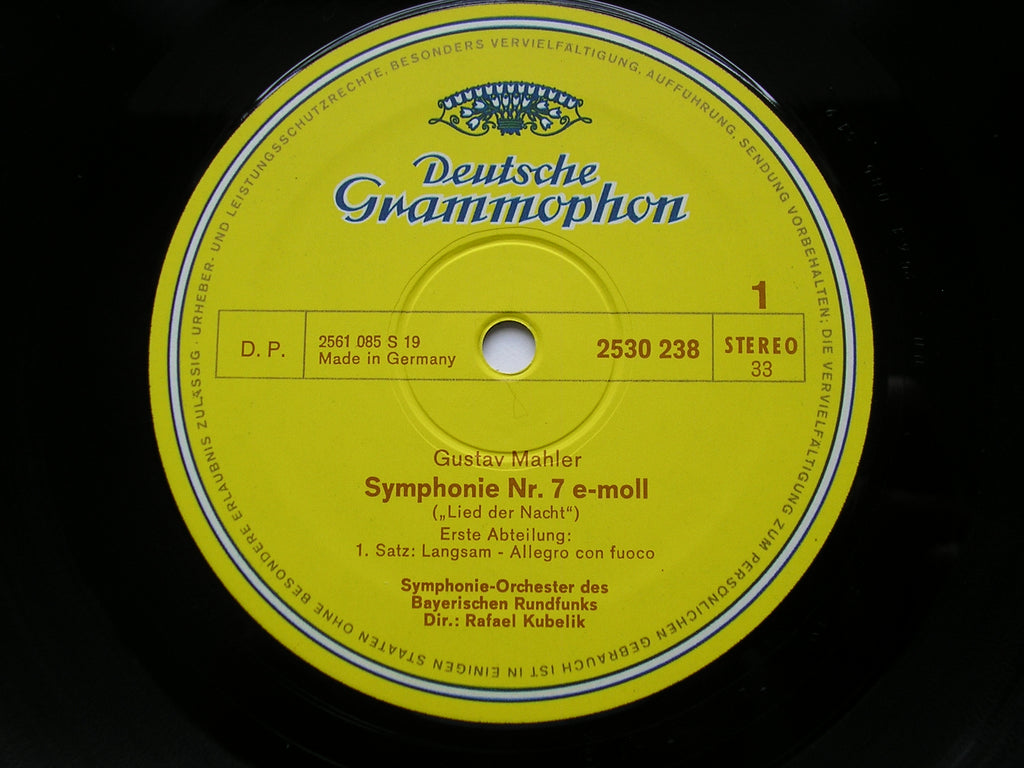 URHEBER- UND LEISTUNGSSCHUTZRECHTE, BESONDERS VERVIELFÄLTIGUNG, AUFFÜHRUNG, SENDUNG VORBEHALTEN; DIE VERVIELFÄLTIGUNG ZUM PERSÖNLICHEN GEBRAUCH IST IN EINIGEN STAATEN OHNE BESONDERE ERLAUBNIS ZULÄSSIG ·
Deutsche
Grammophon
1
D. P.
2561 085 S 19
Made in Germany
2530 238
STEREO
33
Gustav Mahler
Symphonie Nr. 7 e-moll
(„Lied der Nacht“)
Erste Abteilung:
1. Satz: Langsam - Allegro con fuoco
Symphonie-Orchester des
Bayerischen Rundfunks
Dir.: Rafael Kubelik